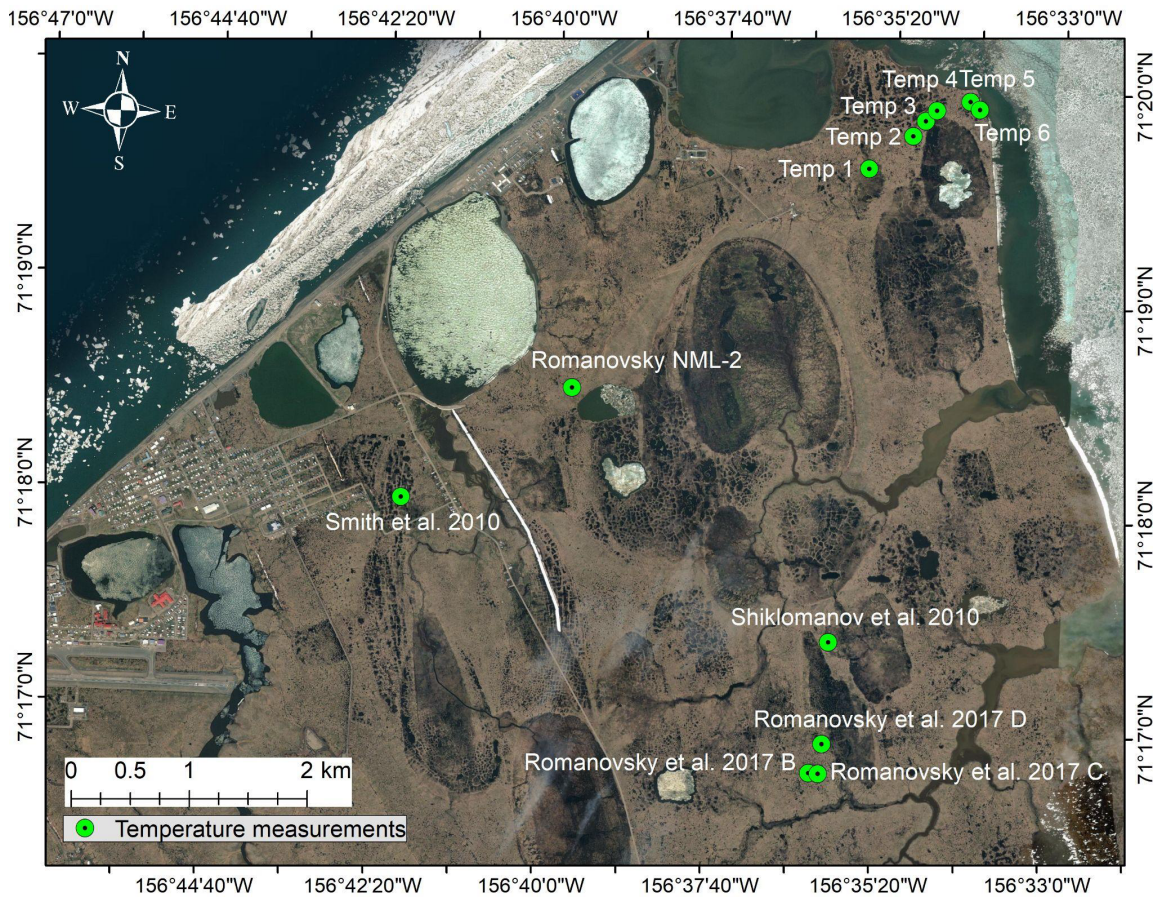 156°47'0"W 156°44'40"W 156°42'20"W 156°40'0"W 156°37'40"W 156°35'20"W 156°33'0"W
N
W E
S
71°20'0"N
71°19'0"N
71°18'0"N
71°17'0"N
Temp 4 Temp 5
Temp 3
Temp 2
Temp 6
Temp 1
Romanovsky NML-2
Smith et al. 2010
Shiklomanov et al. 2010
Romanovsky et al. 2017 D
Romanovsky et al. 2017 B
Romanovsky et al. 2017 C
71°19'0"N
71°18'0"N
71°17'0"N
0 0.5 1 2 km
Temperature measurements
156°44'40"W 156°42'20"W 156°40'0"W 156°37'40"W 156°35'20"W 156°33'0"W